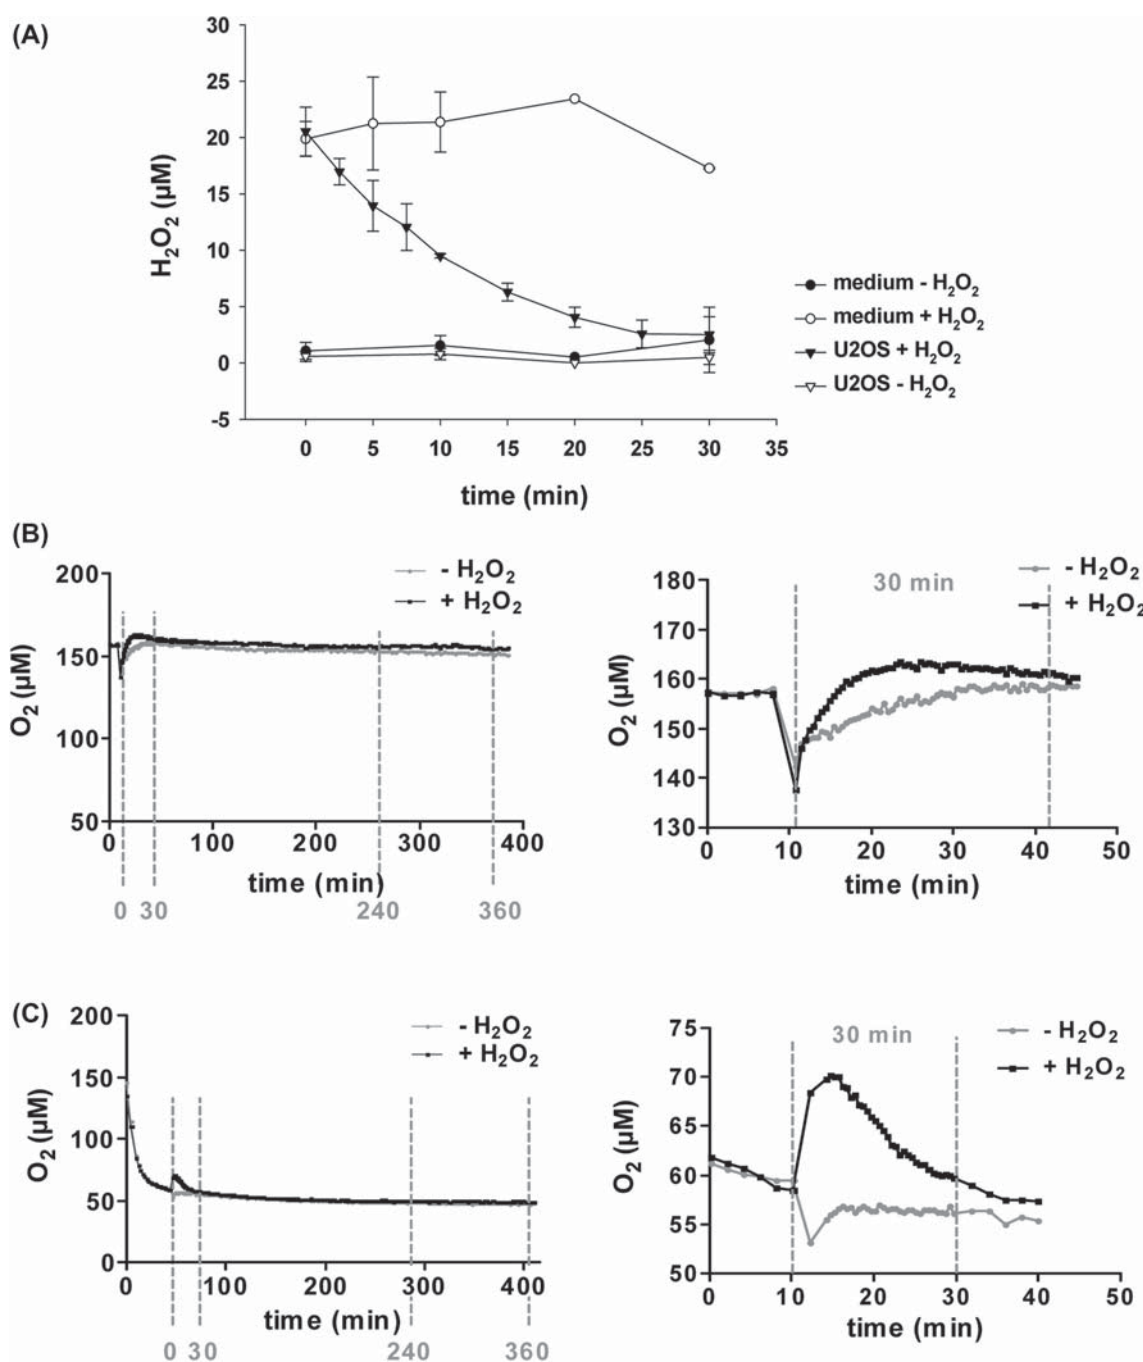 (A)
30
25
20
15
10
5
0
-5
H₂O₂ (µM)
0 5 10 15 20 25 30 35
time (min)
medium - H₂O₂
medium + H₂O₂
U2OS + H₂O₂
U2OS - H₂O₂
(B)
200
150
100
50
O₂ (µM)
- H₂O₂
+ H₂O₂
0 100 200 300 400
time (min)
0 30 240 360
180
170
160
150
140
130
O₂ (µM)
30 min
- H₂O₂
+ H₂O₂
0 10 20 30 40 50
time (min)
(C)
200
150
100
50
0
O₂ (µM)
- H₂O₂
+ H₂O₂
0 100 200 300 400
time (min)
0 30 240 360
75
70
65
60
55
50
O₂ (µM)
30 min
- H₂O₂
+ H₂O₂
0 10 20 30 40 50
time (min)